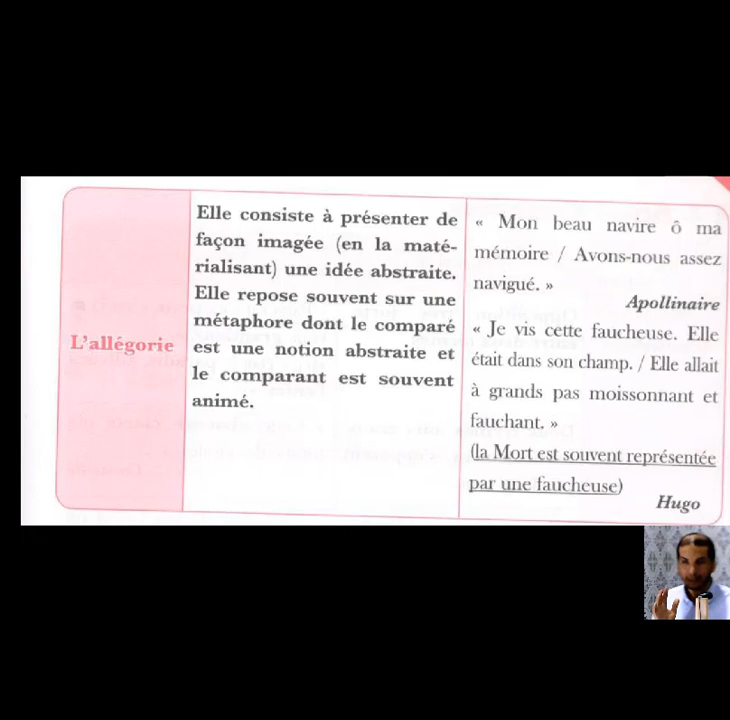 L'allégorie
Elle consiste à présenter de
façon imagée (en la maté-
rialisant) une idée abstraite.
Elle repose souvent sur une
métaphore dont le comparé
est une notion abstraite et
le comparant est souvent
animé.
« Mon beau navire ô ma
mémoire / Avons-nous assez
navigué. »
Apollinaire
« Je vis cette faucheuse. Elle
était dans son champ. / Elle allait
à grands pas moissonnant et
fauchant. »
(la Mort est souvent représentée
par une faucheuse)
Hugo